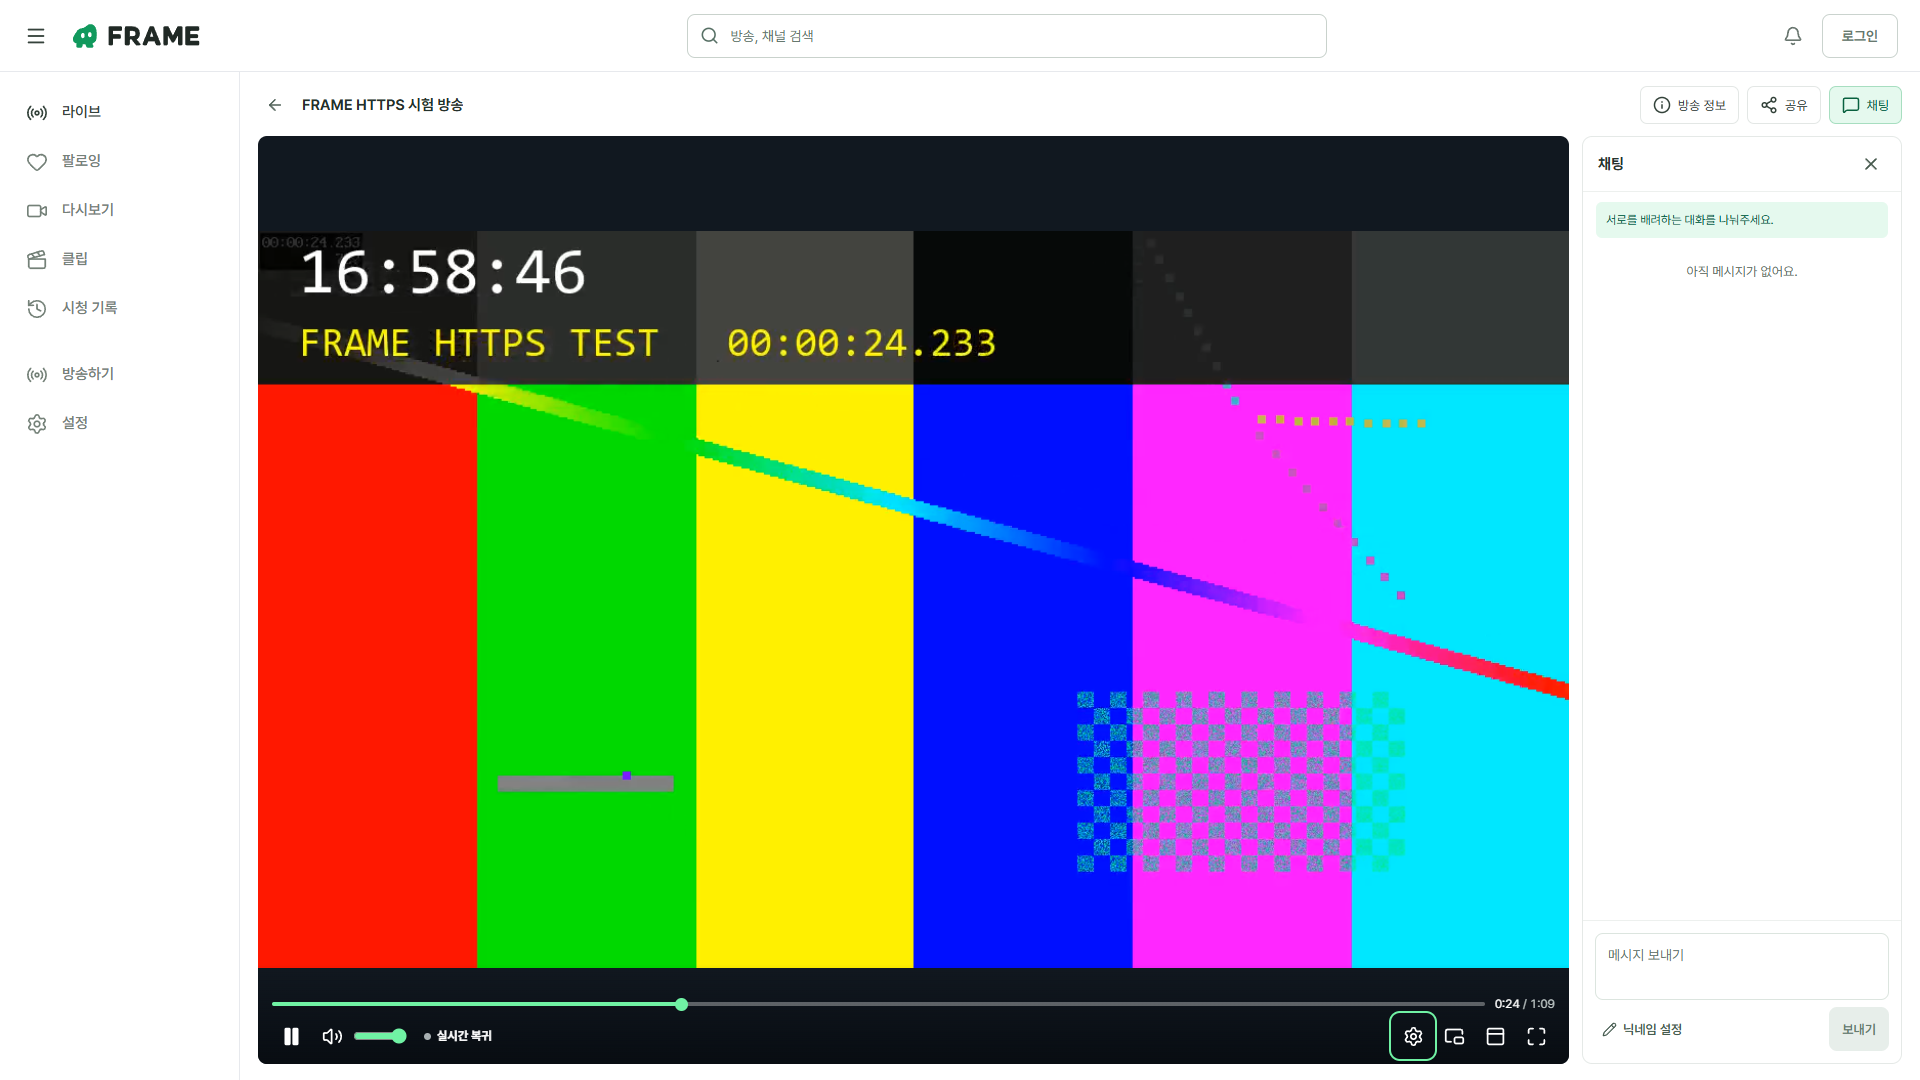 FRAME
방송, 채널 검색
로그인
라이브
팔로잉
다시보기
클립
시청 기록
방송하기
설정
FRAME HTTPS 시험 방송
방송 정보
공유
채팅
00:00:24.233
16:58:46
FRAME HTTPS TEST 00:00:24.233
0:24 / 1:09
실시간 복귀
채팅
서로를 배려하는 대화를 나눠주세요.
아직 메시지가 없어요.
메시지 보내기
닉네임 설정
보내기